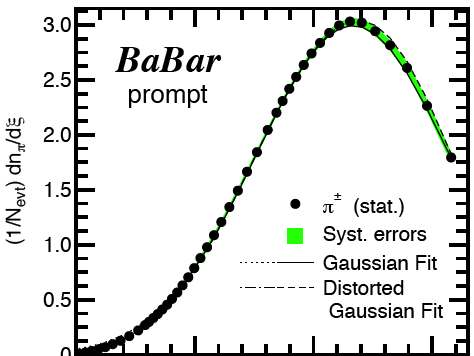 3.0
BaBar
prompt
2.5
2.0
1.5
1.0
0.5
0
(1/Nevt) dnπ/dξ
π± (stat.)
Syst. errors
Gaussian Fit
Distorted
Gaussian Fit